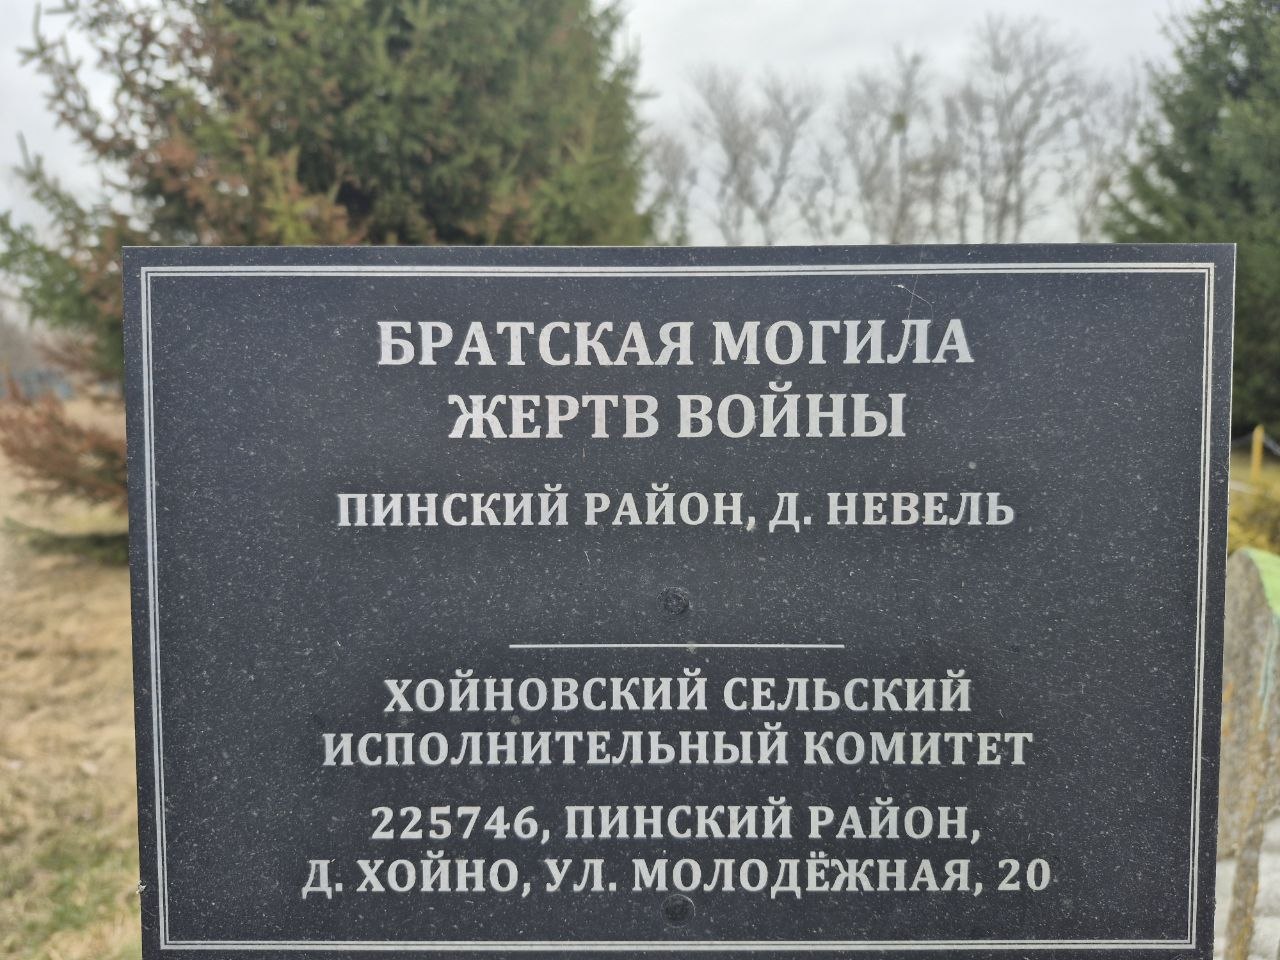 БРАТСКАЯ МОГИЛА
ЖЕРТВ ВОЙНЫ
ПИНСКИЙ РАЙОН, Д. НЕВЕЛЬ
ХОЙНОВСКИЙ СЕЛЬСКИЙ
ИСПОЛНИТЕЛЬНЫЙ КОМИТЕТ
225746, ПИНСКИЙ РАЙОН,
Д. ХОЙНО, УЛ. МОЛОДЁЖНАЯ, 20